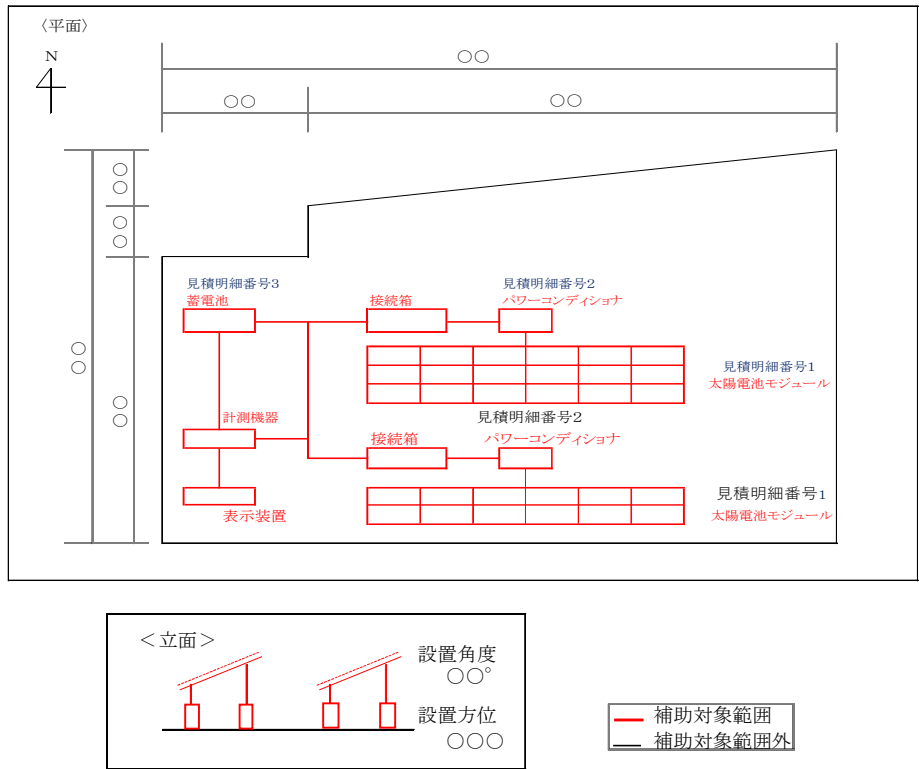 〈平面〉
N
○○
○○
○○
○○
○○
○○
○○
見積明細番号3
蓄電池
接続箱
見積明細番号2
パワーコンディショナ
見積明細番号1
太陽電池モジュール
計測機器
見積明細番号2
接続箱
パワーコンディショナ
表示装置
見積明細番号1
太陽電池モジュール
＜立面＞
設置角度
○○°
設置方位
○○○
補助対象範囲
補助対象範囲外